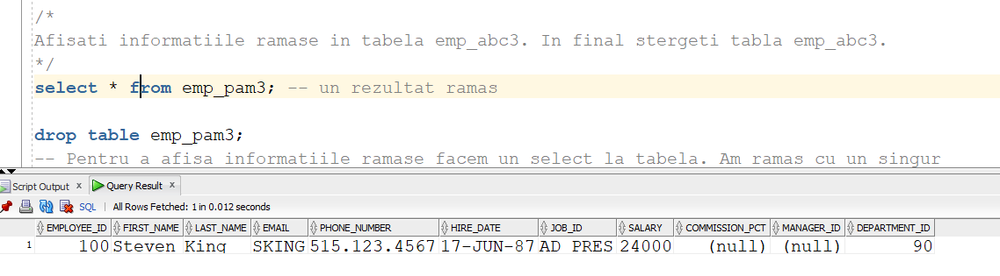 /*
Afisati informatiile ramase in tabela emp_abc3. In final stergeti tabla emp_abc3.
*/
select * from emp_pam3; -- un rezultat ramas
drop table emp_pam3;
-- Pentru a afisa informatiile ramase facem un select la tabela. Am ramas cu un singur
Script Output x Query Result x
SQL | All Rows Fetched: 1 in 0.012 seconds
EMPLOYEE_ID FIRST_NAME LAST_NAME EMAIL PHONE_NUMBER HIRE_DATE JOB_ID SALARY COMMISSION_PCT MANAGER_ID DEPARTMENT_ID
1 100 Steven King SKING 515.123.4567 17-JUN-87 AD_PRES 24000 (null) (null) 90